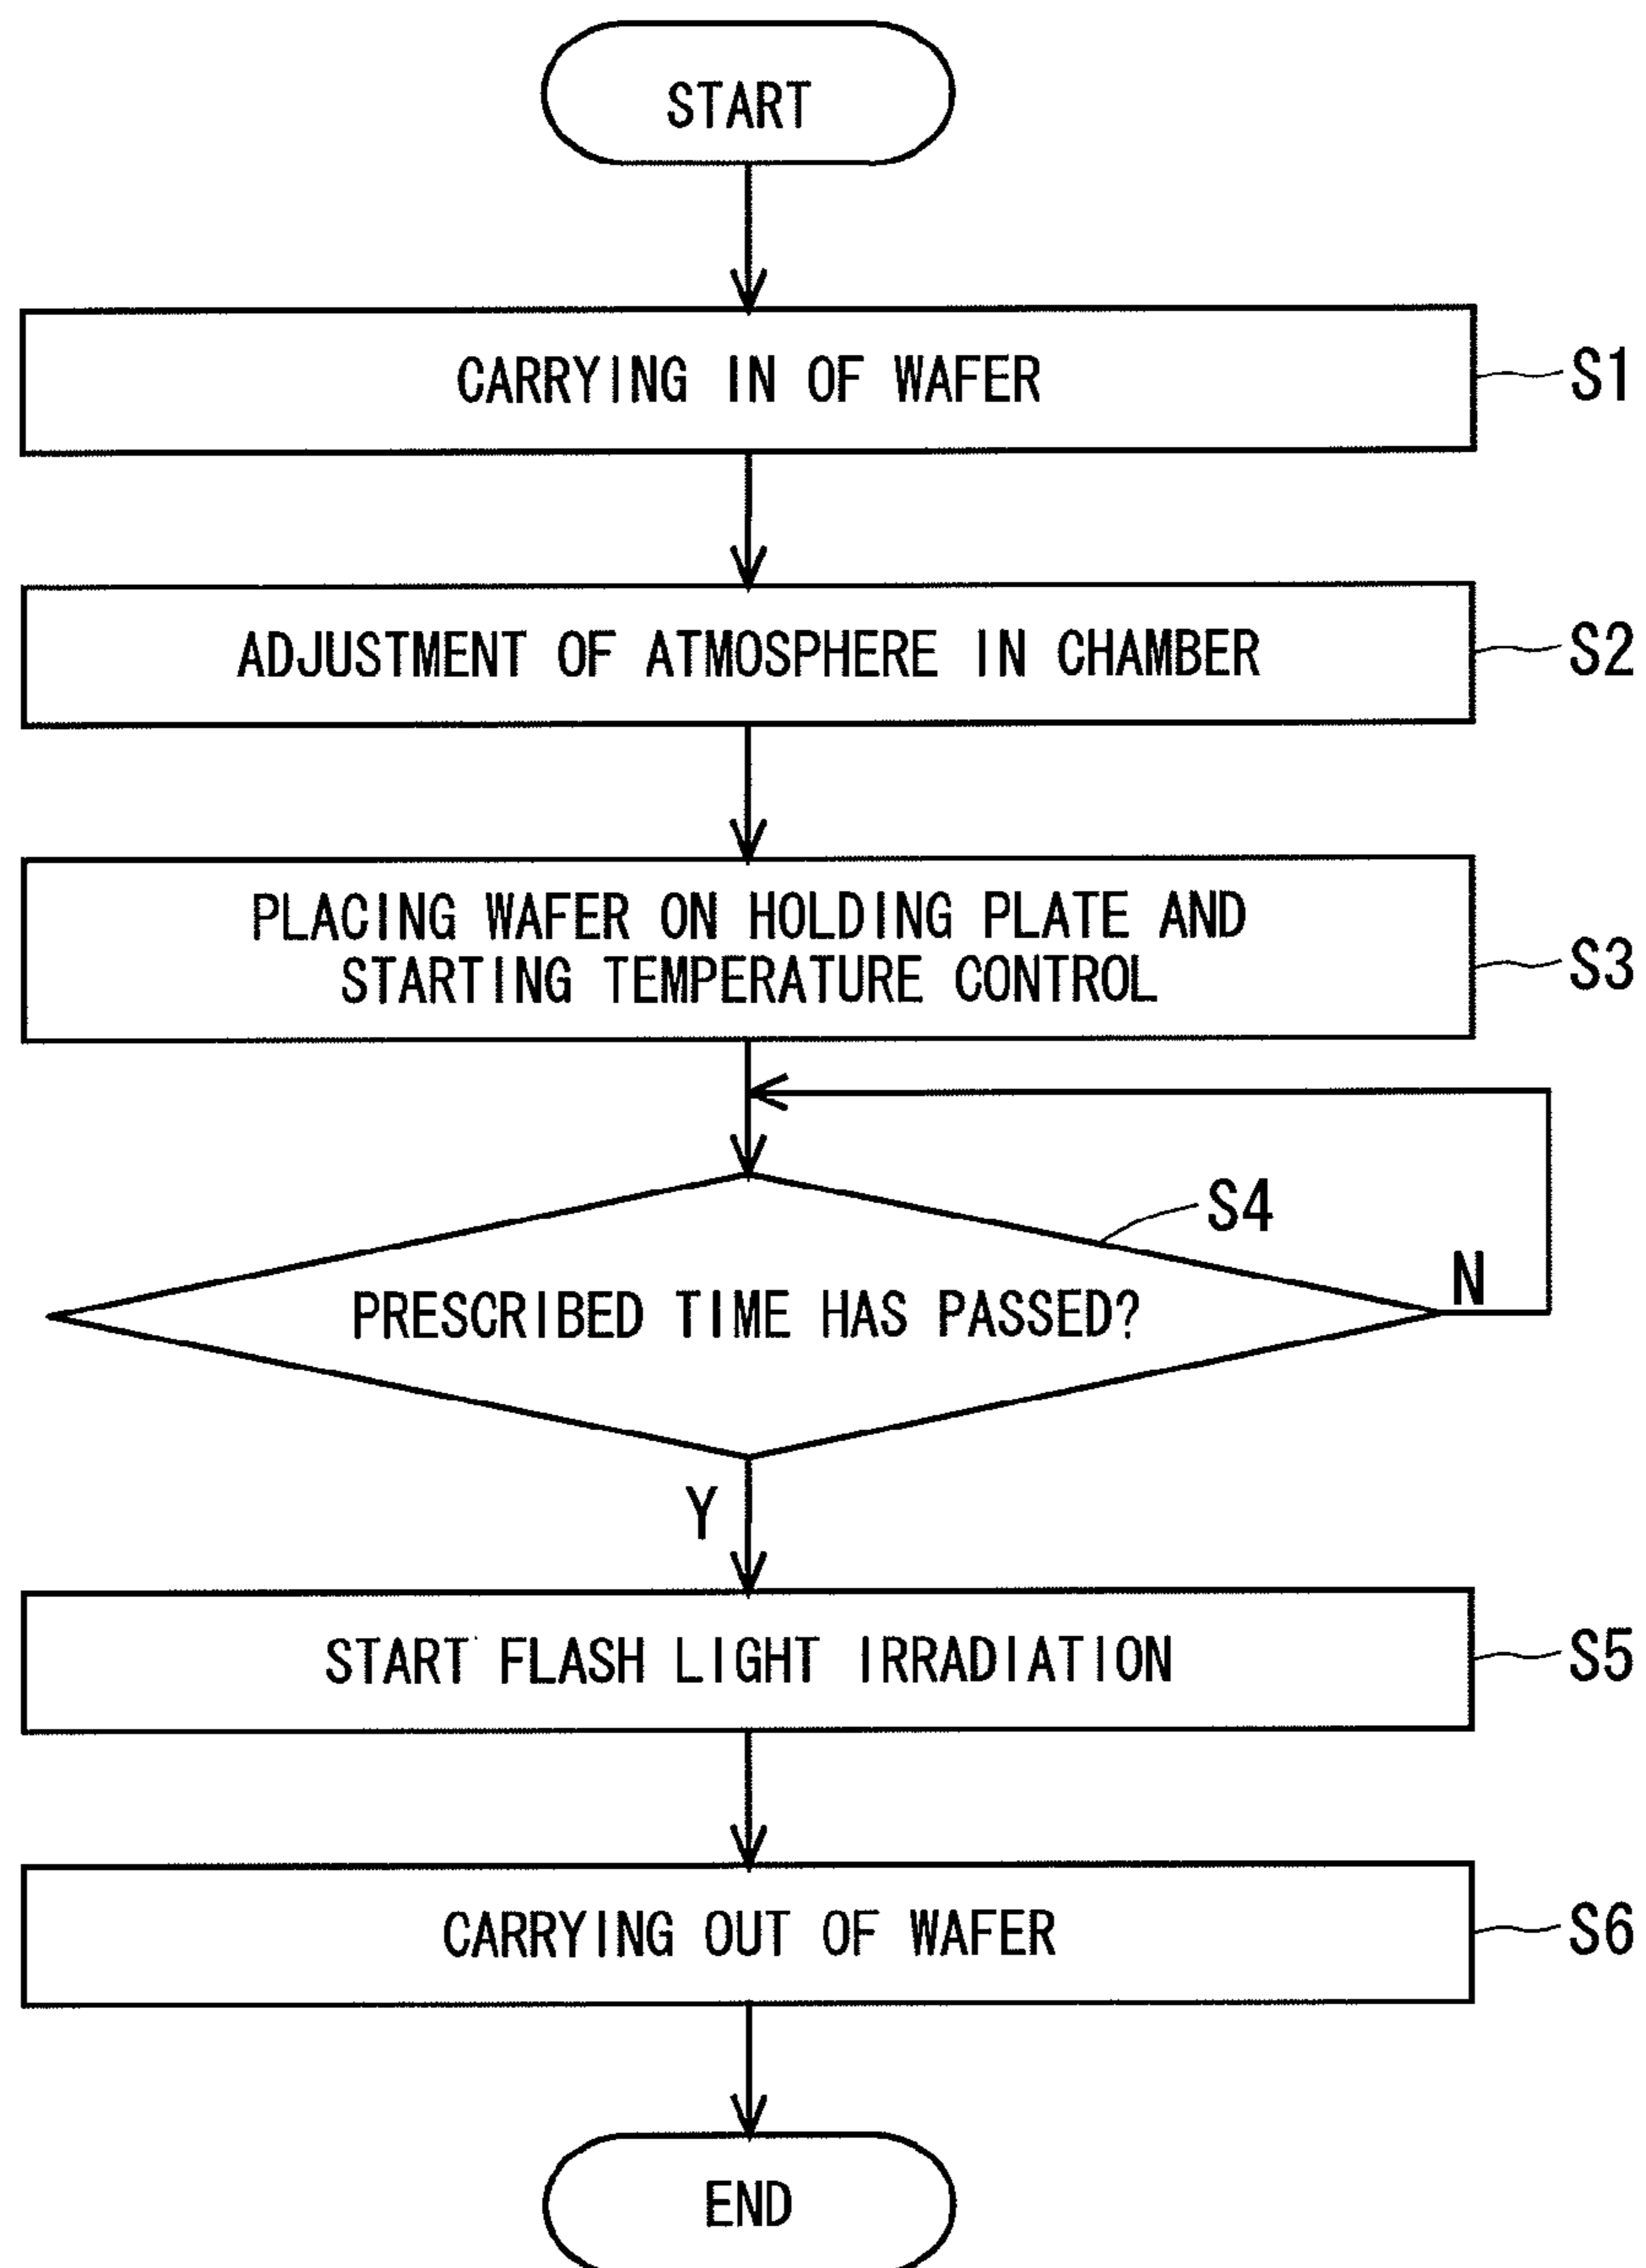 START
CARRYING IN OF WAFER
S1
ADJUSTMENT OF ATMOSPHERE IN CHAMBER
S2
PLACING WAFER ON HOLDING PLATE AND
STARTING TEMPERATURE CONTROL
S3
S4
N
PRESCRIBED TIME HAS PASSED?
Y
START FLASH LIGHT IRRADIATION
S5
CARRYING OUT OF WAFER
S6
END